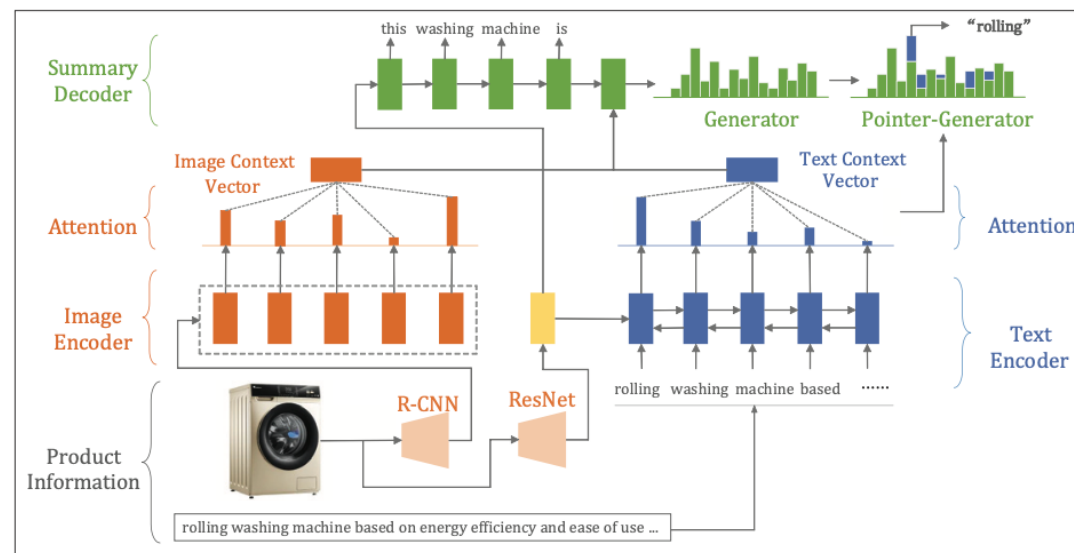 this washing machine is
“rolling”
Summary
Decoder
Generator
Pointer-Generator
Image Context
Vector
Text Context
Vector
Attention
Attention
Image
Encoder
Text
Encoder
rolling washing machine based ......
R-CNN
ResNet
Product
Information
rolling washing machine based on energy efficiency and ease of use ...